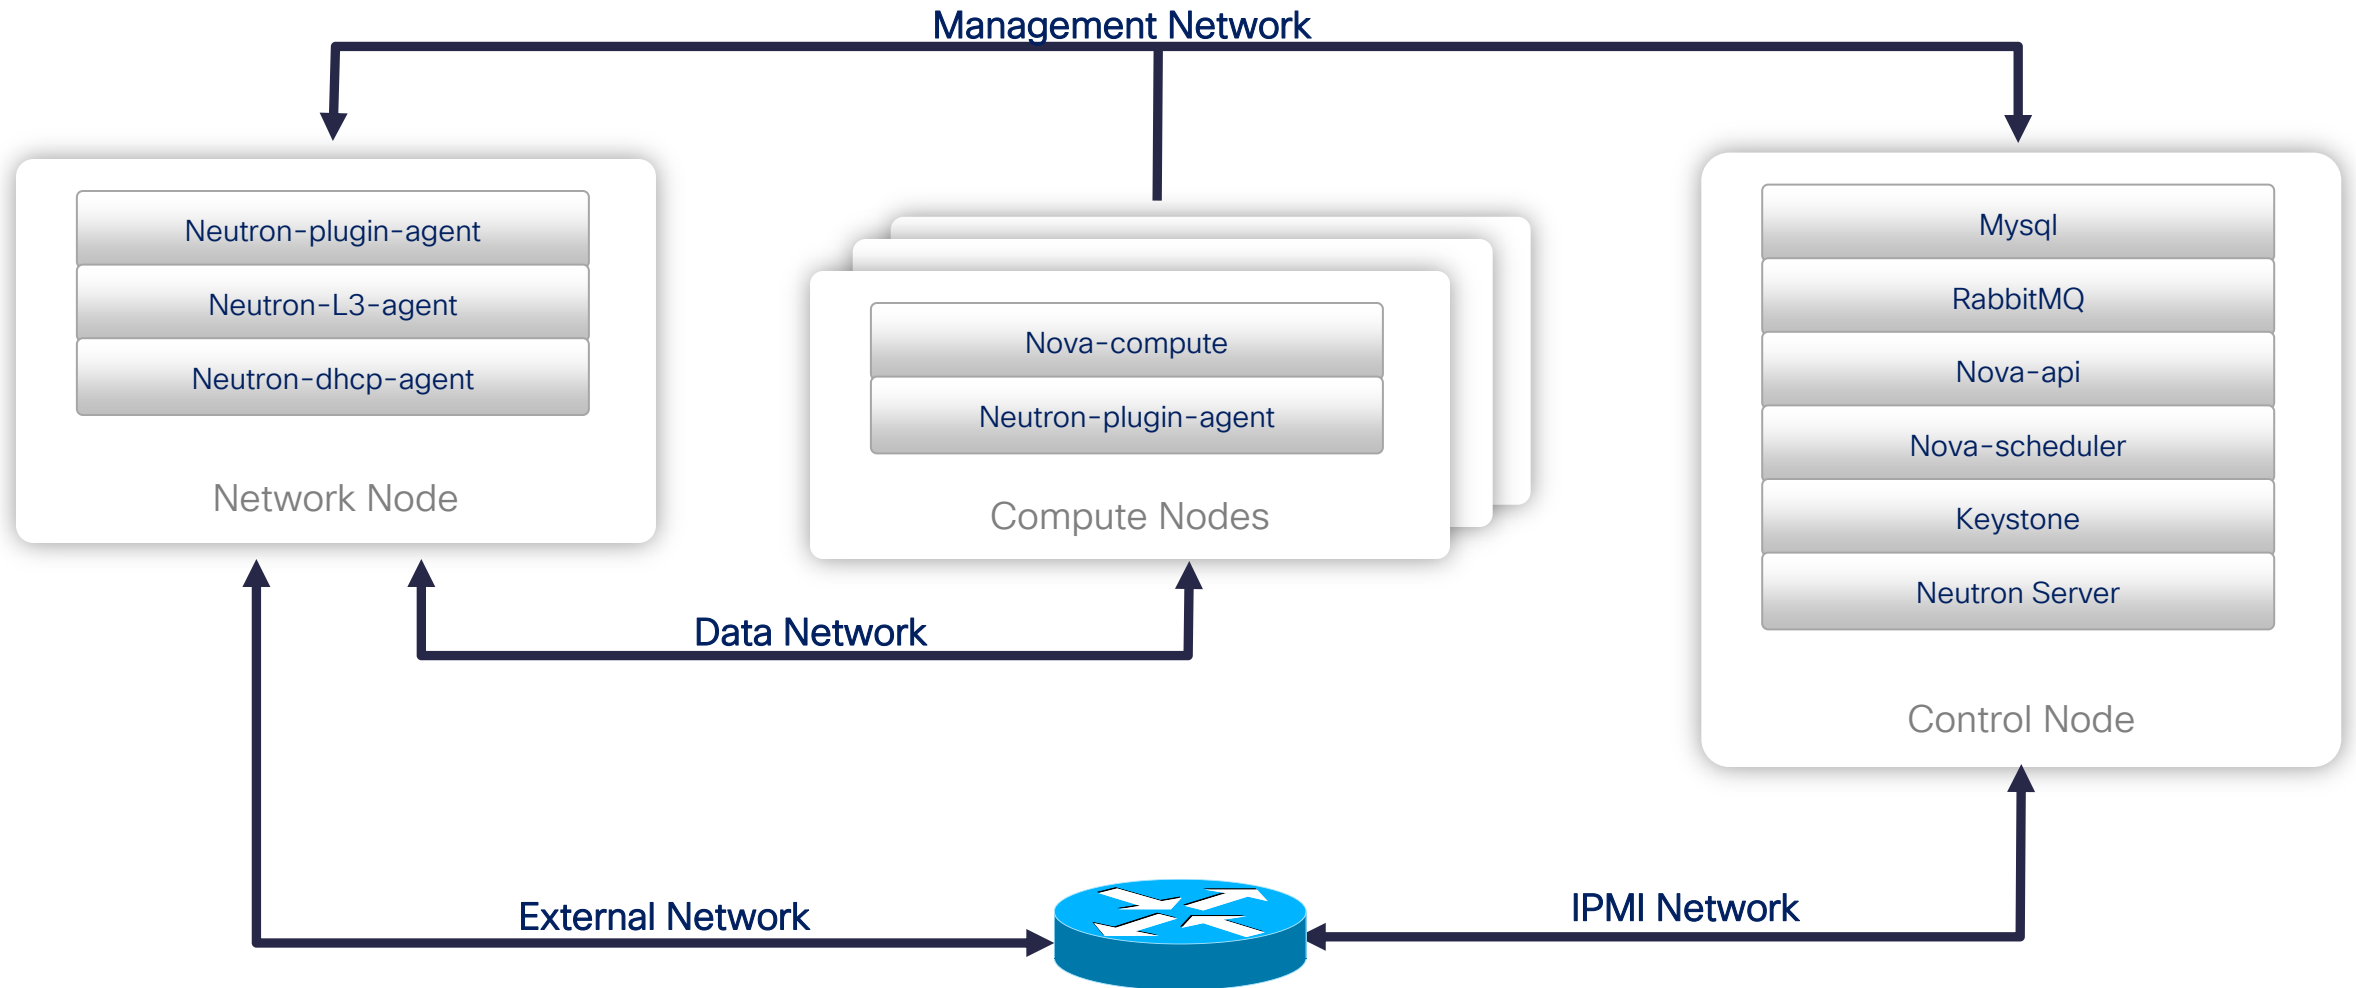 Management Network
Neutron-plugin-agent
Neutron-L3-agent
Neutron-dhcp-agent
Network Node
Nova-compute
Neutron-plugin-agent
Compute Nodes
Mysql
RabbitMQ
Nova-api
Nova-scheduler
Keystone
Neutron Server
Control Node
Data Network
External Network
IPMI Network